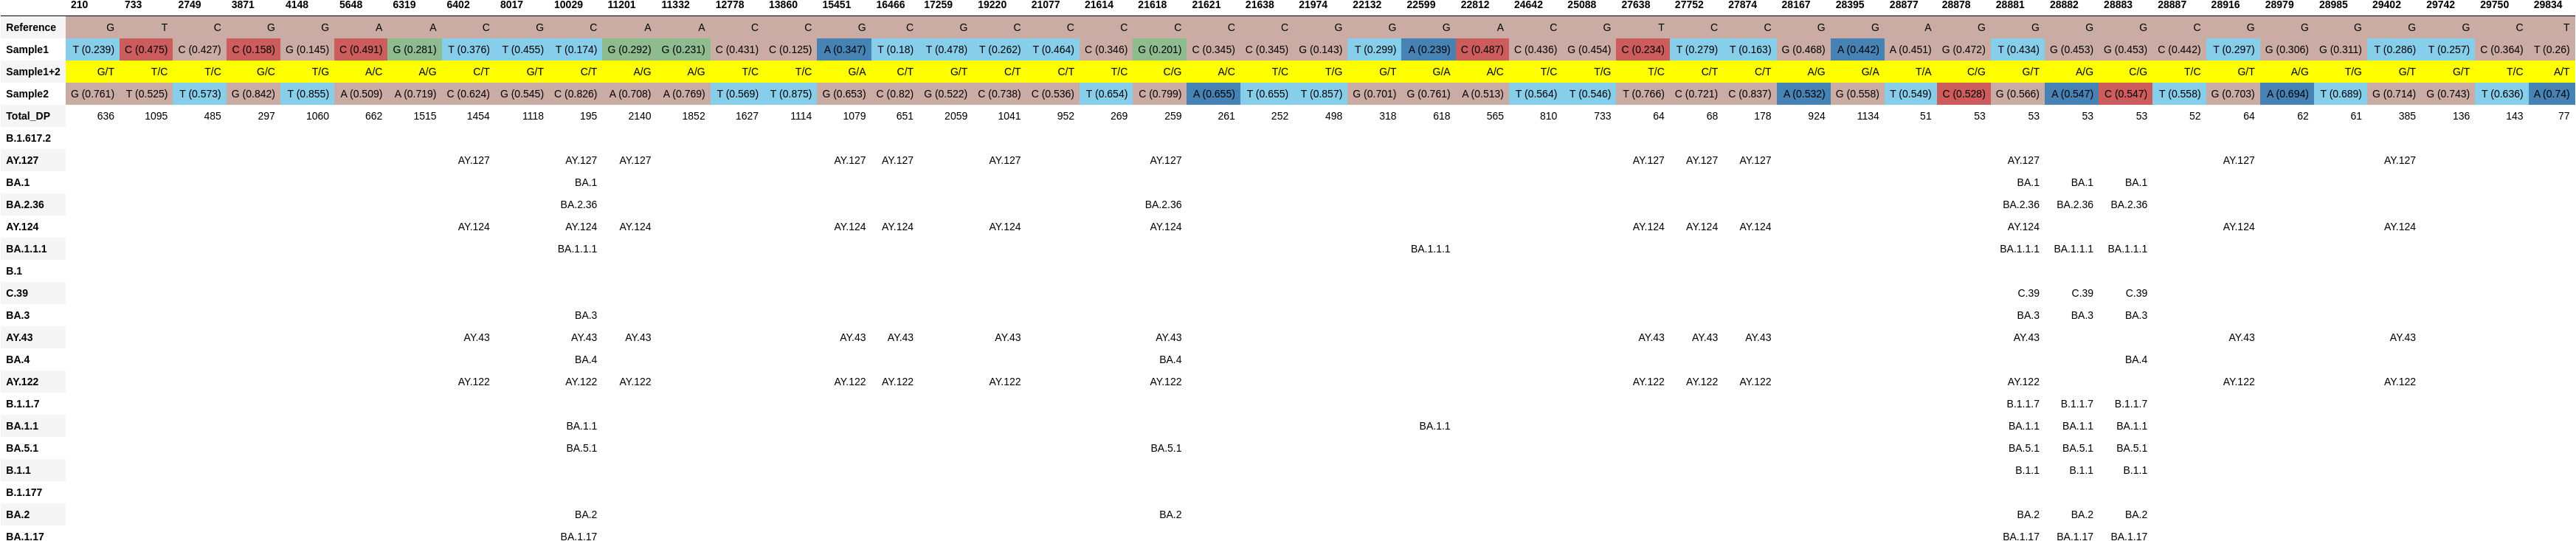 210 733 2749 3871 4148 5648 6319 6402 8017 10029 11201 11332 12778 13860 15451 16466 17259 19220 21077 21614 21618 21621 21638 21974 22132 22599 22812 24642 25088 27638 27752 27874 28167 28395 28877 28878 28881 28882 28883 28887 28916 28979 28985 29402 29742 29750 29834
Reference G T C G G A A C G C A A C C G C G C C C C C C G G G A C G T C C G G A G G G G C G G G G G C T
Sample1 T (0.239) C (0.475) C (0.427) C (0.158) G (0.145) C (0.491) G (0.281) T (0.376) T (0.455) T (0.174) G (0.292) G (0.231) C (0.431) C (0.125) A (0.347) T (0.18) T (0.478) T (0.262) T (0.464) C (0.346) G (0.201) C (0.345) C (0.345) G (0.143) T (0.299) A (0.239) C (0.487) C (0.436) G (0.454) C (0.234) T (0.279) T (0.163) G (0.468) A (0.442) A (0.451) G (0.472) T (0.434) G (0.453) G (0.453) C (0.442) T (0.297) G (0.306) G (0.311) T (0.286) T (0.257) C (0.364) T (0.26)
Sample1+2 G/T T/C T/C G/C T/G A/C A/G C/T G/T C/T A/G A/G T/C T/C G/A C/T G/T C/T C/T T/C C/G A/C T/C T/G G/T G/A A/C T/C T/G T/C C/T C/T A/G G/A T/A C/G G/T A/G C/G T/C G/T A/G T/G G/T G/T T/C A/T
Sample2 G (0.761) T (0.525) T (0.573) G (0.842) T (0.855) A (0.509) A (0.719) C (0.624) G (0.545) C (0.826) A (0.708) A (0.769) T (0.569) T (0.875) G (0.653) C (0.82) G (0.522) C (0.738) C (0.536) T (0.654) C (0.799) A (0.655) T (0.655) T (0.857) G (0.701) G (0.761) A (0.513) T (0.564) T (0.546) T (0.766) C (0.721) C (0.837) A (0.532) G (0.558) T (0.549) C (0.528) G (0.566) A (0.547) C (0.547) T (0.558) G (0.703) A (0.694) T (0.689) G (0.714) G (0.743) T (0.636) A (0.74)
Total_DP 636 1095 485 297 1060 662 1515 1454 1118 195 2140 1852 1627 1114 1079 651 2059 1041 952 269 259 261 252 498 318 618 565 810 733 64 68 178 924 1134 51 53 53 53 53 52 64 62 61 385 136 143 77
B.1.617.2
AY.127 AY.127 AY.127 AY.127 AY.127 AY.127 AY.127 AY.127 AY.127 AY.127 AY.127 AY.127 AY.127 AY.127
BA.1 BA.1 BA.1 BA.1 BA.1
BA.2.36 BA.2.36 BA.2.36 BA.2.36 BA.2.36 BA.2.36
AY.124 AY.124 AY.124 AY.124 AY.124 AY.124 AY.124 AY.124 AY.124 AY.124 AY.124 AY.124 AY.124 AY.124
BA.1.1.1 BA.1.1.1 BA.1.1.1 BA.1.1.1 BA.1.1.1 BA.1.1.1
B.1
C.39 C.39 C.39 C.39
BA.3 BA.3 BA.3 BA.3 BA.3
AY.43 AY.43 AY.43 AY.43 AY.43 AY.43 AY.43 AY.43 AY.43 AY.43 AY.43 AY.43 AY.43 AY.43
BA.4 BA.4 BA.4 BA.4
AY.122 AY.122 AY.122 AY.122 AY.122 AY.122 AY.122 AY.122 AY.122 AY.122 AY.122 AY.122 AY.122 AY.122
B.1.1.7 B.1.1.7 B.1.1.7 B.1.1.7
BA.1.1 BA.1.1 BA.1.1 BA.1.1 BA.1.1 BA.1.1
BA.5.1 BA.5.1 BA.5.1 BA.5.1 BA.5.1 BA.5.1
B.1.1 B.1.1 B.1.1 B.1.1
B.1.177
BA.2 BA.2 BA.2 BA.2 BA.2 BA.2
BA.1.17 BA.1.17 BA.1.17 BA.1.17 BA.1.17